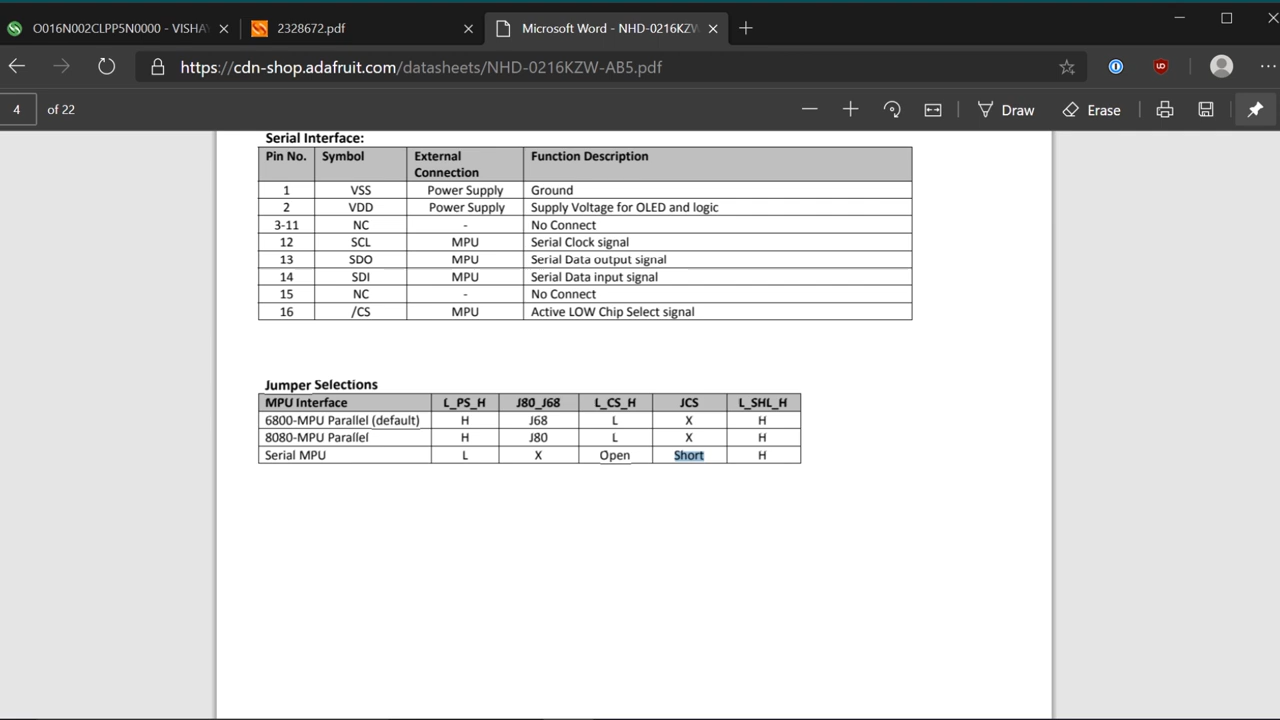 O016N002CLPP5N0000 - VISHA
2328672.pdf
Microsoft Word - NHD-0216KZW
https://cdn-shop.adafruit.com/datasheets/NHD-0216KZW-AB5.pdf
4 of 22
Draw
Erase
Serial Interface:
Pin No. Symbol External Connection Function Description
1 VSS Power Supply Ground
2 VDD Power Supply Supply Voltage for OLED and logic
3-11 NC - No Connect
12 SCL MPU Serial Clock signal
13 SDO MPU Serial Data output signal
14 SDI MPU Serial Data input signal
15 NC - No Connect
16 /CS MPU Active LOW Chip Select signal
Jumper Selections
MPU Interface L_PS_H J80_J68 L_CS_H JCS L_SHL_H
6800-MPU Parallel (default) H J68 L X H
8080-MPU Parallel H J80 L X H
Serial MPU L X Open Short H